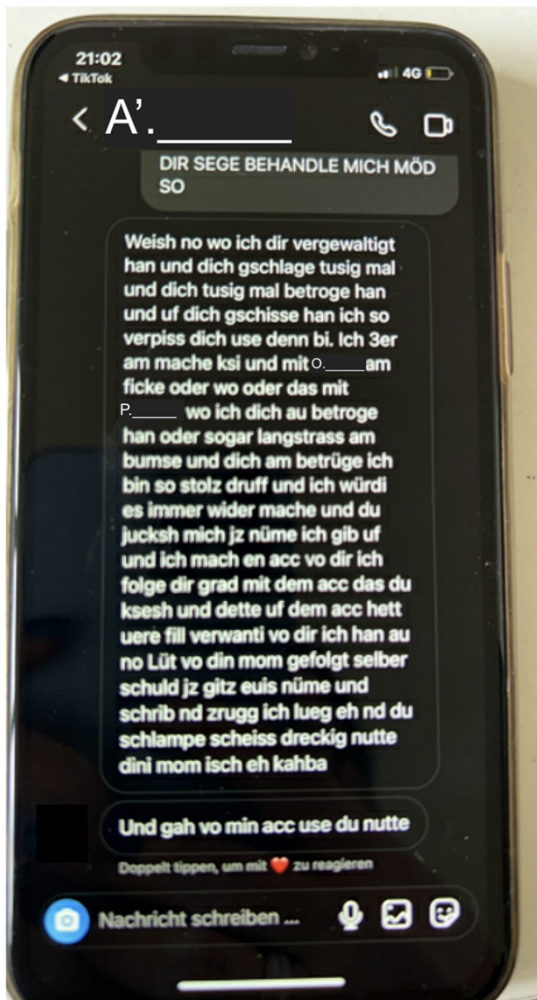 21:02
◀ TikTok
4G
A'.______
DIR SEGE BEHANDLE MICH MÖD
SO
Weish no wo ich dir vergewaltigt
han und dich gschlage tusig mal
und dich tusig mal betroge han
und uf dich gschisse han ich so
verpiss dich use denn bi. Ich 3er
am mache ksi und mit O.____am
ficke oder wo oder das mit
P.____ wo ich dich au betroge
han oder sogar langstrass am
bumse und dich am betrüge ich
bin so stolz druff und ich würdi
es immer wider mache und du
jucksh mich jz nüme ich gib uf
und ich mach en acc vo dir ich
folge dir grad mit dem acc das du
ksesh und dette uf dem acc hett
uere fill verwanti vo dir ich han au
no Lüt vo din mom gefolgt selber
schuld jz gitz euis nüme und
schrib nd zrugg ich lueg eh nd du
schlampe scheiss dreckig nutte
dini mom isch eh kahba
Und gah vo min acc use du nutte
Doppelt tippen, um mit ❤️ zu reagieren
Nachricht schreiben ...